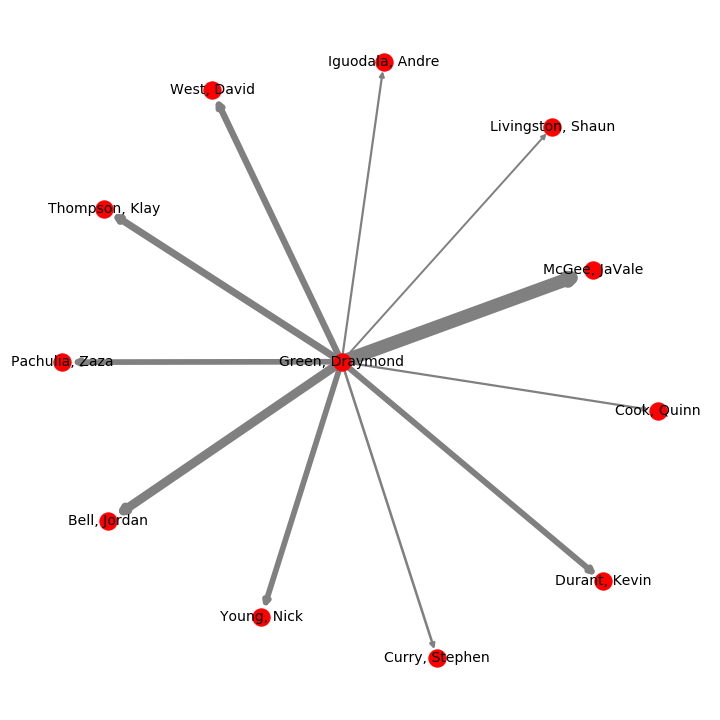 Iguodala, Andre
West, David
Livingston, Shaun
Thompson, Klay
McGee, JaVale
Pachulia, Zaza
Green, Draymond
Cook, Quinn
Bell, Jordan
Durant, Kevin
Young, Nick
Curry, Stephen